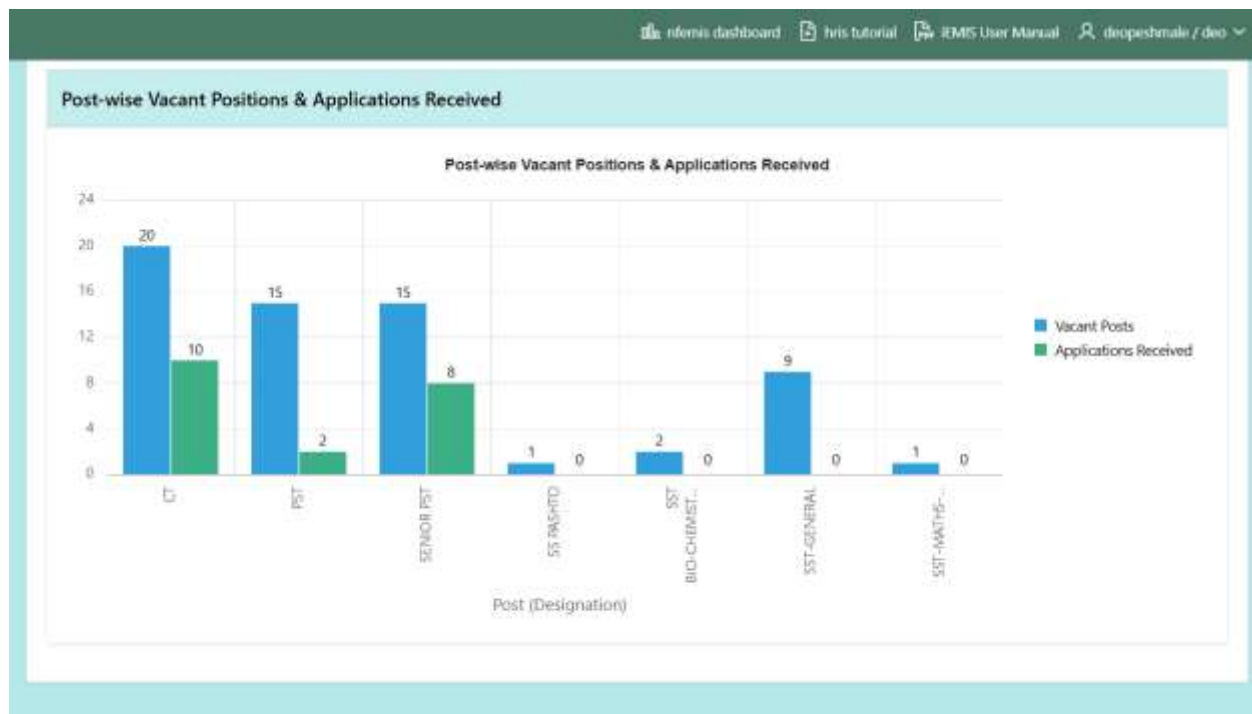 nfemis dashboard hris tutorial IEMIS User Manual deopeshmale / deo
Post-wise Vacant Positions & Applications Received
Post-wise Vacant Positions & Applications Received
24
20
16
12
8
4
0
20
10
15
2
15
8
1
0
2
0
9
0
1
0
CT
PST
SENIOR PST
SS PASHTO
SST
BIO-CHEMIST...
SST-GENERAL
SST-MATHS-...
Post (Designation)
Vacant Posts
Applications Received